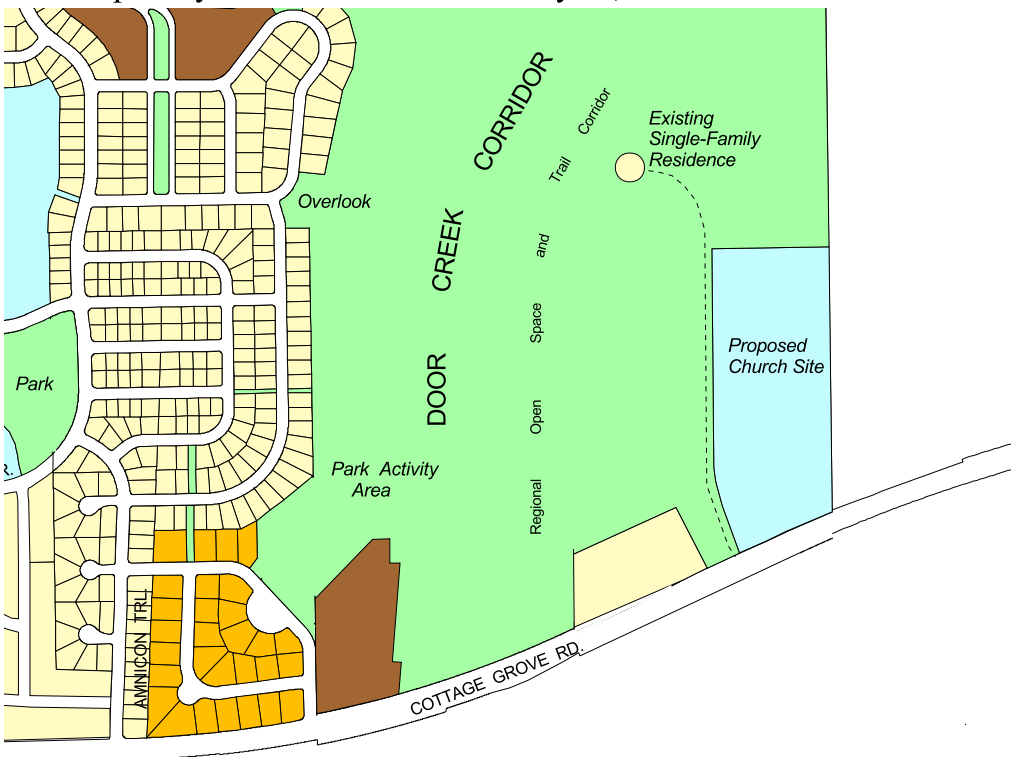 CORRIDOR
Corridor
Trail
Existing
Single-Family
Residence
Overlook
CREEK
and
Space
Proposed
Church Site
DOOR
Park
Open
Park Activity
Area
R.
Regional
AMNICON TRL.
COTTAGE GROVE RD.